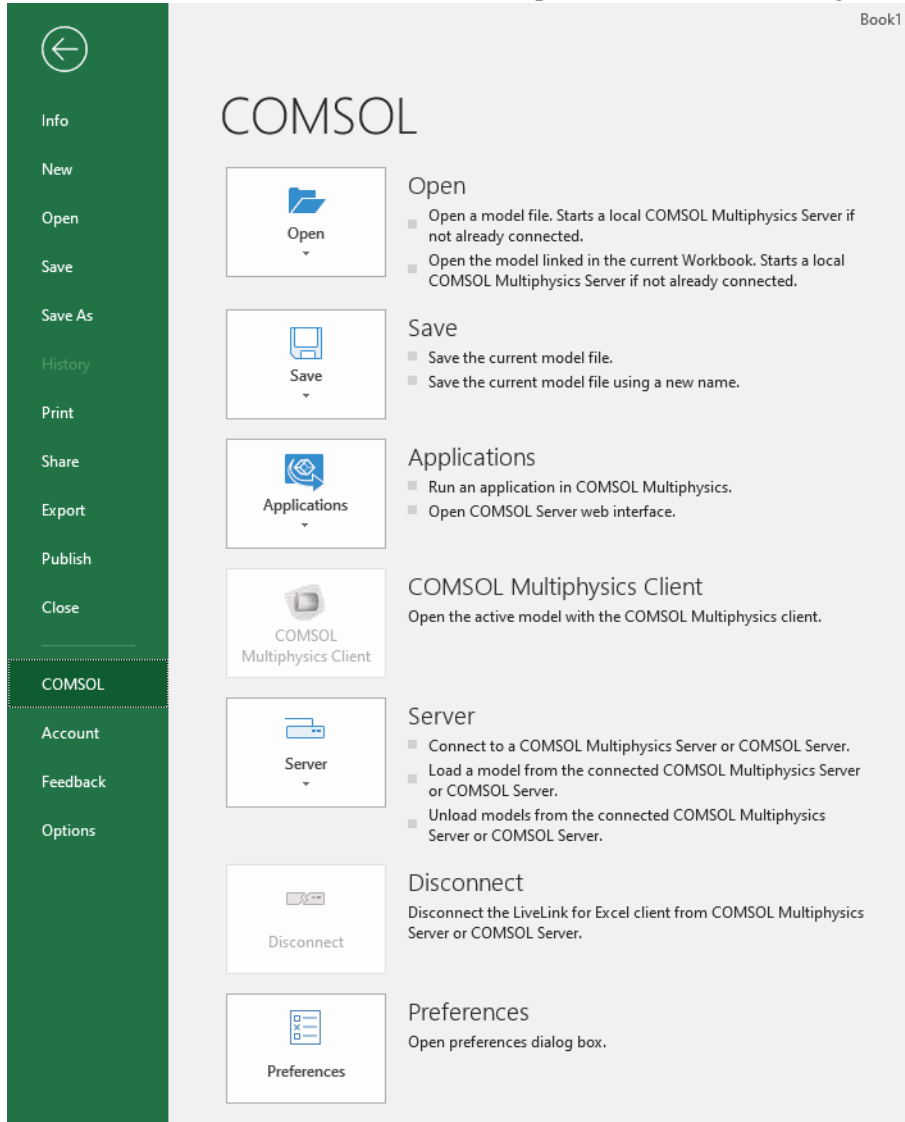 Book1
Info
New
Open
Save
Save As
History
Print
Share
Export
Publish
Close
COMSOL
Account
Feedback
Options
COMSOL
Open
Open
Open a model file. Starts a local COMSOL Multiphysics Server if
not already connected.
Open the model linked in the current Workbook. Starts a local
COMSOL Multiphysics Server if not already connected.
Save
Save
Save the current model file.
Save the current model file using a new name.
Applications
Applications
Run an application in COMSOL Multiphysics.
Open COMSOL Server web interface.
COMSOL
Multiphysics Client
COMSOL Multiphysics Client
Open the active model with the COMSOL Multiphysics client.
Server
Server
Connect to a COMSOL Multiphysics Server or COMSOL Server.
Load a model from the connected COMSOL Multiphysics Server
or COMSOL Server.
Unload models from the connected COMSOL Multiphysics
Server or COMSOL Server.
Disconnect
Disconnect
Disconnect the LiveLink for Excel client from COMSOL Multiphysics
Server or COMSOL Server.
Preferences
Preferences
Open preferences dialog box.